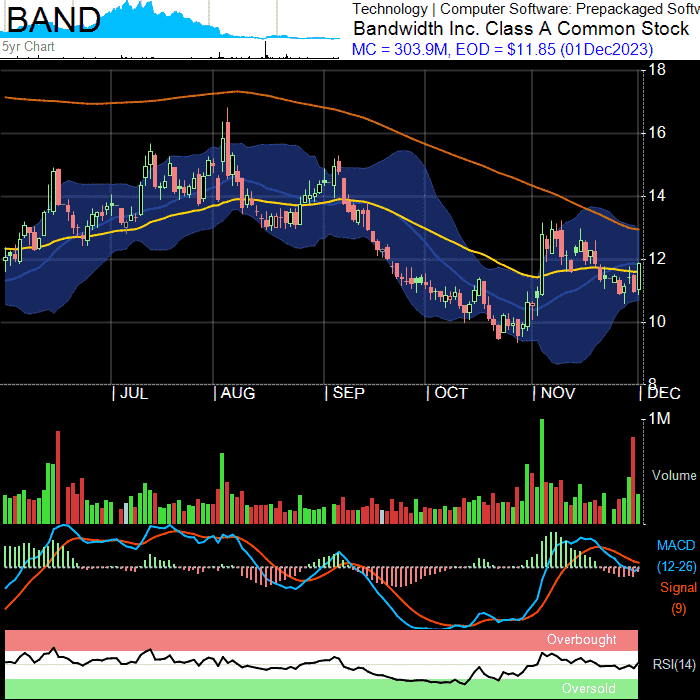 BAND
5yr Chart
Technology | Computer Software: Prepackaged Softw
Bandwidth Inc. Class A Common Stock
MC = 303.9M, EOD = $11.85 (01Dec2023)
18
16
14
12
10
8
JUL
AUG
SEP
OCT
NOV
DEC
1M
Volume
MACD
(12-26)
Signal
(9)
Overbought
RSI(14)
Oversold